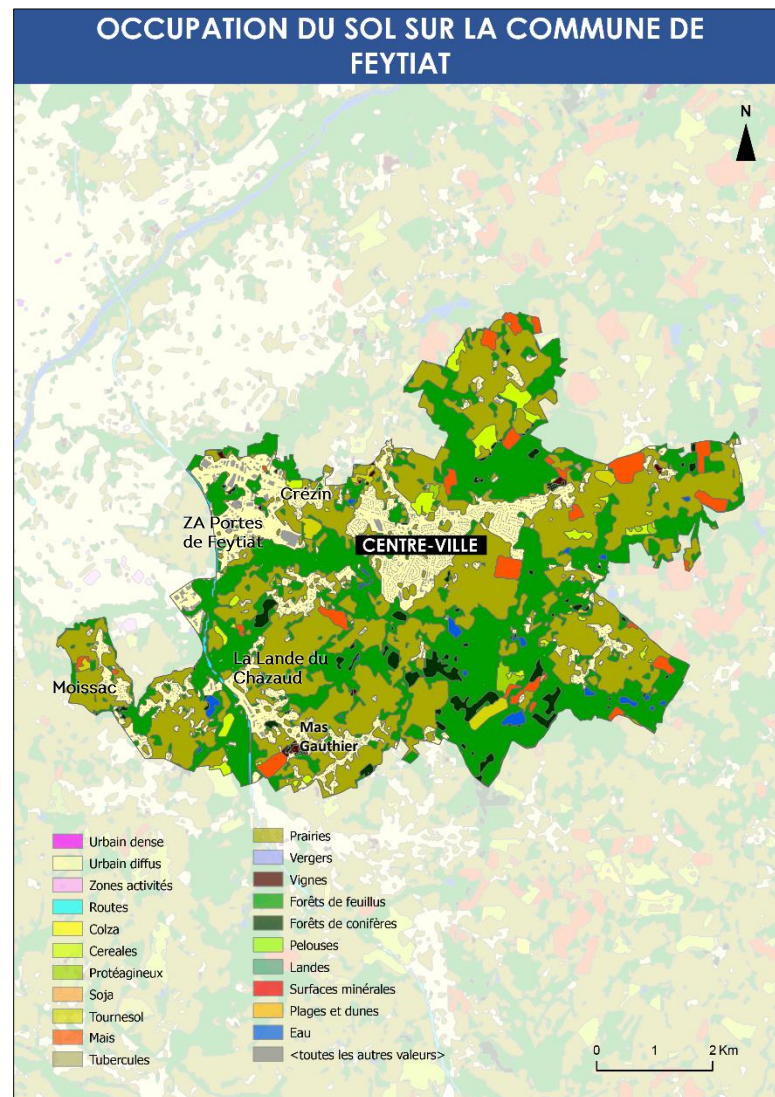 OCCUPATION DU SOL SUR LA COMMUNE DE
FEYTIAT
N
Crézin
ZA Portes
de Feytiat
CENTRE-VILLE
La Lande du
Chazaud
Moissac
Mas
Gauthier
Urbain dense
Urbain diffus
Zones activités
Routes
Colza
Cereales
Protéagineux
Soja
Tournesol
Mais
Tubercules
Prairies
Vergers
Vignes
Forêts de feuillus
Forêts de conifères
Pelouses
Landes
Surfaces minérales
Plages et dunes
Eau
<toutes les autres valeurs>
0 1 2 Km